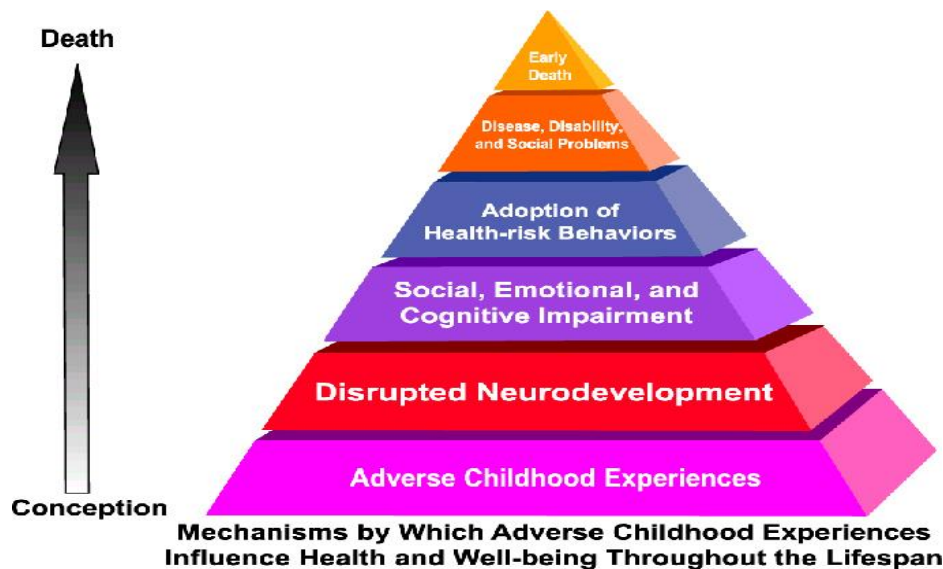 Death
Early
Death
Disease, Disability,
and Social Problems
Adoption of
Health-risk Behaviors
Social, Emotional, and
Cognitive Impairment
Disrupted Neurodevelopment
Adverse Childhood Experiences
Conception
Mechanisms by Which Adverse Childhood Experiences
Influence Health and Well-being Throughout the Lifespan